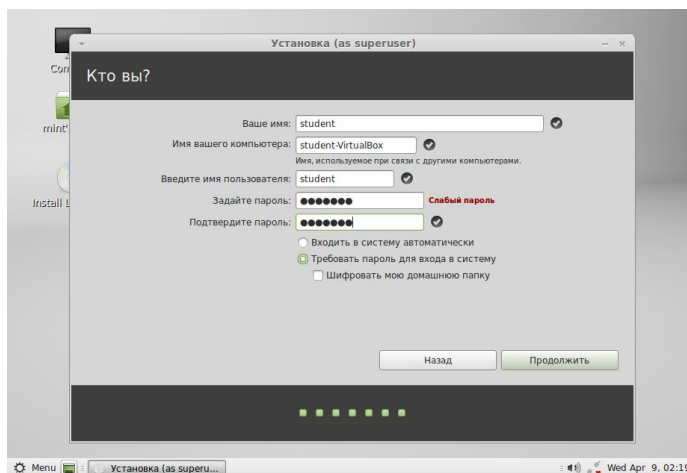 Установка (as superuser)
Com
Кто вы?
mint'
Ваше имя: student
Имя вашего компьютера: student-VirtualBox
Имя, используемое при связи с другими компьютерами.
Введите имя пользователя: student
Install L
Задайте пароль: ●●●●●●● Слабый пароль
Подтвердите пароль: ●●●●●●●
Входить в систему автоматически
Требовать пароль для входа в систему
Шифровать мою домашнюю папку
Назад Продолжить
Menu Установка (as superu... Wed Apr 9, 02:19